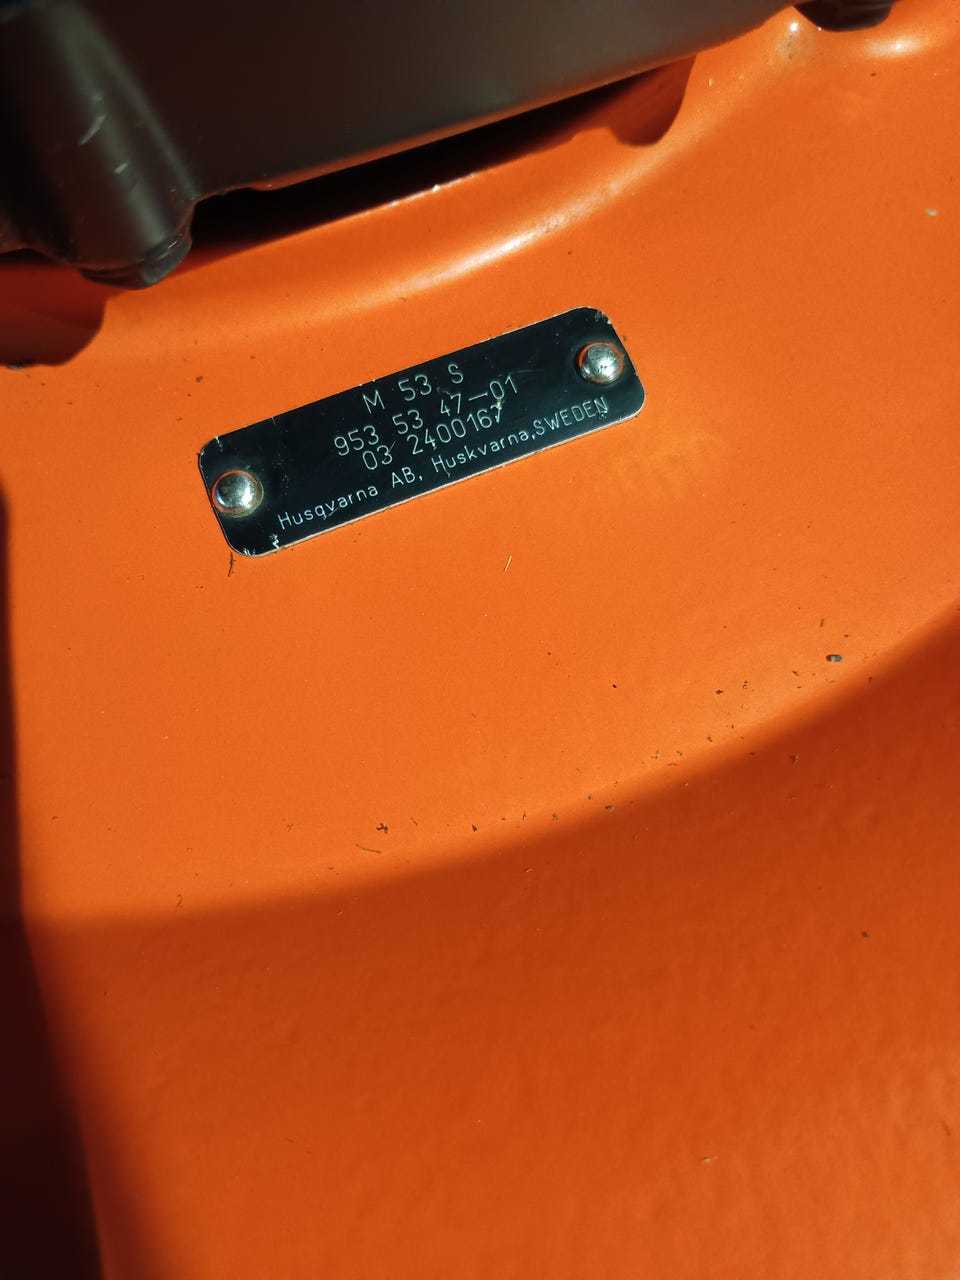 M 53 S
953 53 47-01
03 2400167
Husqvarna AB, Huskvarna, SWEDEN